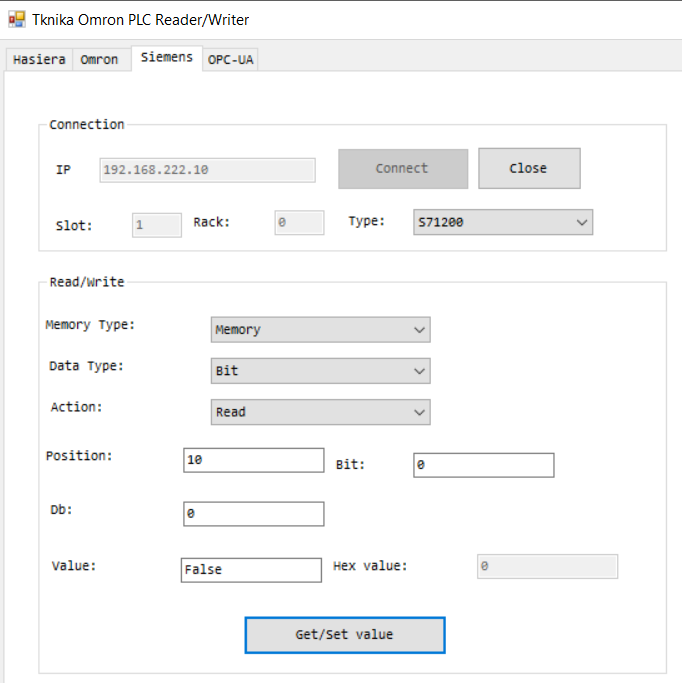 Tknika Omron PLC Reader/Writer
Hasiera Omron Siemens OPC-UA
Connection
IP 192.168.222.10 Connect Close
Slot: 1 Rack: 0 Type: S71200
Read/Write
Memory Type: Memory
Data Type: Bit
Action: Read
Position: 10 Bit: 0
Db: 0
Value: False Hex value: 0
Get/Set value